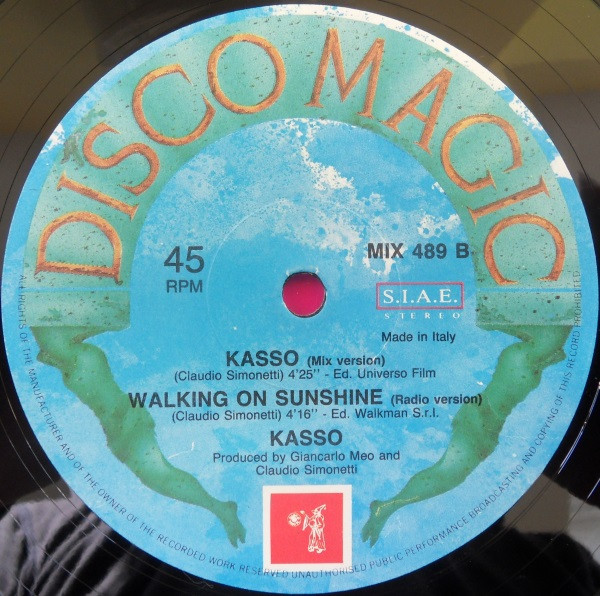 DISCO MAGIC
45
RPM
MIX 489 B
S.I.A.E.
STEREO
Made in Italy
KASSO (Mix version)
(Claudio Simonetti) 4'25'' - Ed. Universo Film
WALKING ON SUNSHINE (Radio version)
(Claudio Simonetti) 4'16'' - Ed. Walkman S.r.l.
KASSO
Produced by Giancarlo Meo and
Claudio Simonetti
ALL RIGHTS OF THE MANUFACTURER AND OF THE OWNER OF THE RECORDED WORK RESERVED UNAUTHORISED PUBLIC PERFORMANCE BROADCASTING AND COPYING OF THIS RECORD PROHIBITED